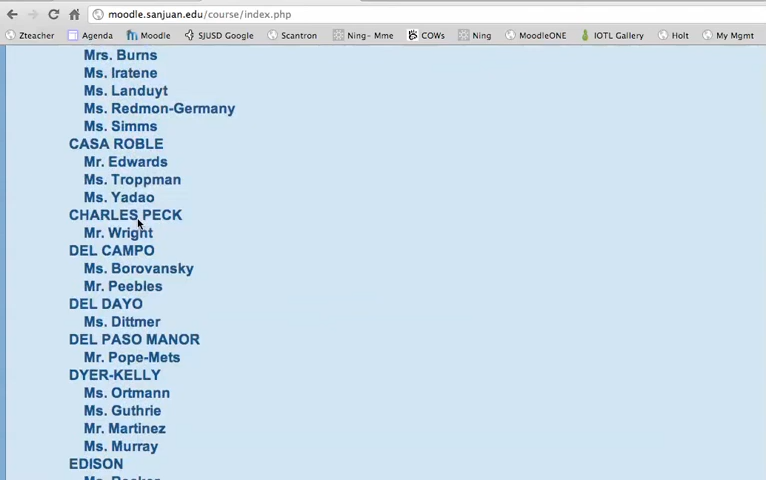 moodle.sanjuan.edu/course/index.php
Zteacher Agenda Moodle SJUSD Google Scantron Ning- Mme COWs Ning MoodleONE IOTL Gallery Holt My Mgmt
Mrs. Burns
Ms. Iratene
Ms. Landuyt
Ms. Redmon-Germany
Ms. Simms
CASA ROBLE
Mr. Edwards
Ms. Troppman
Ms. Yadao
CHARLES PECK
Mr. Wright
DEL CAMPO
Ms. Borovansky
Mr. Peebles
DEL DAYO
Ms. Dittmer
DEL PASO MANOR
Mr. Pope-Mets
DYER-KELLY
Ms. Ortmann
Ms. Guthrie
Mr. Martinez
Ms. Murray
EDISON